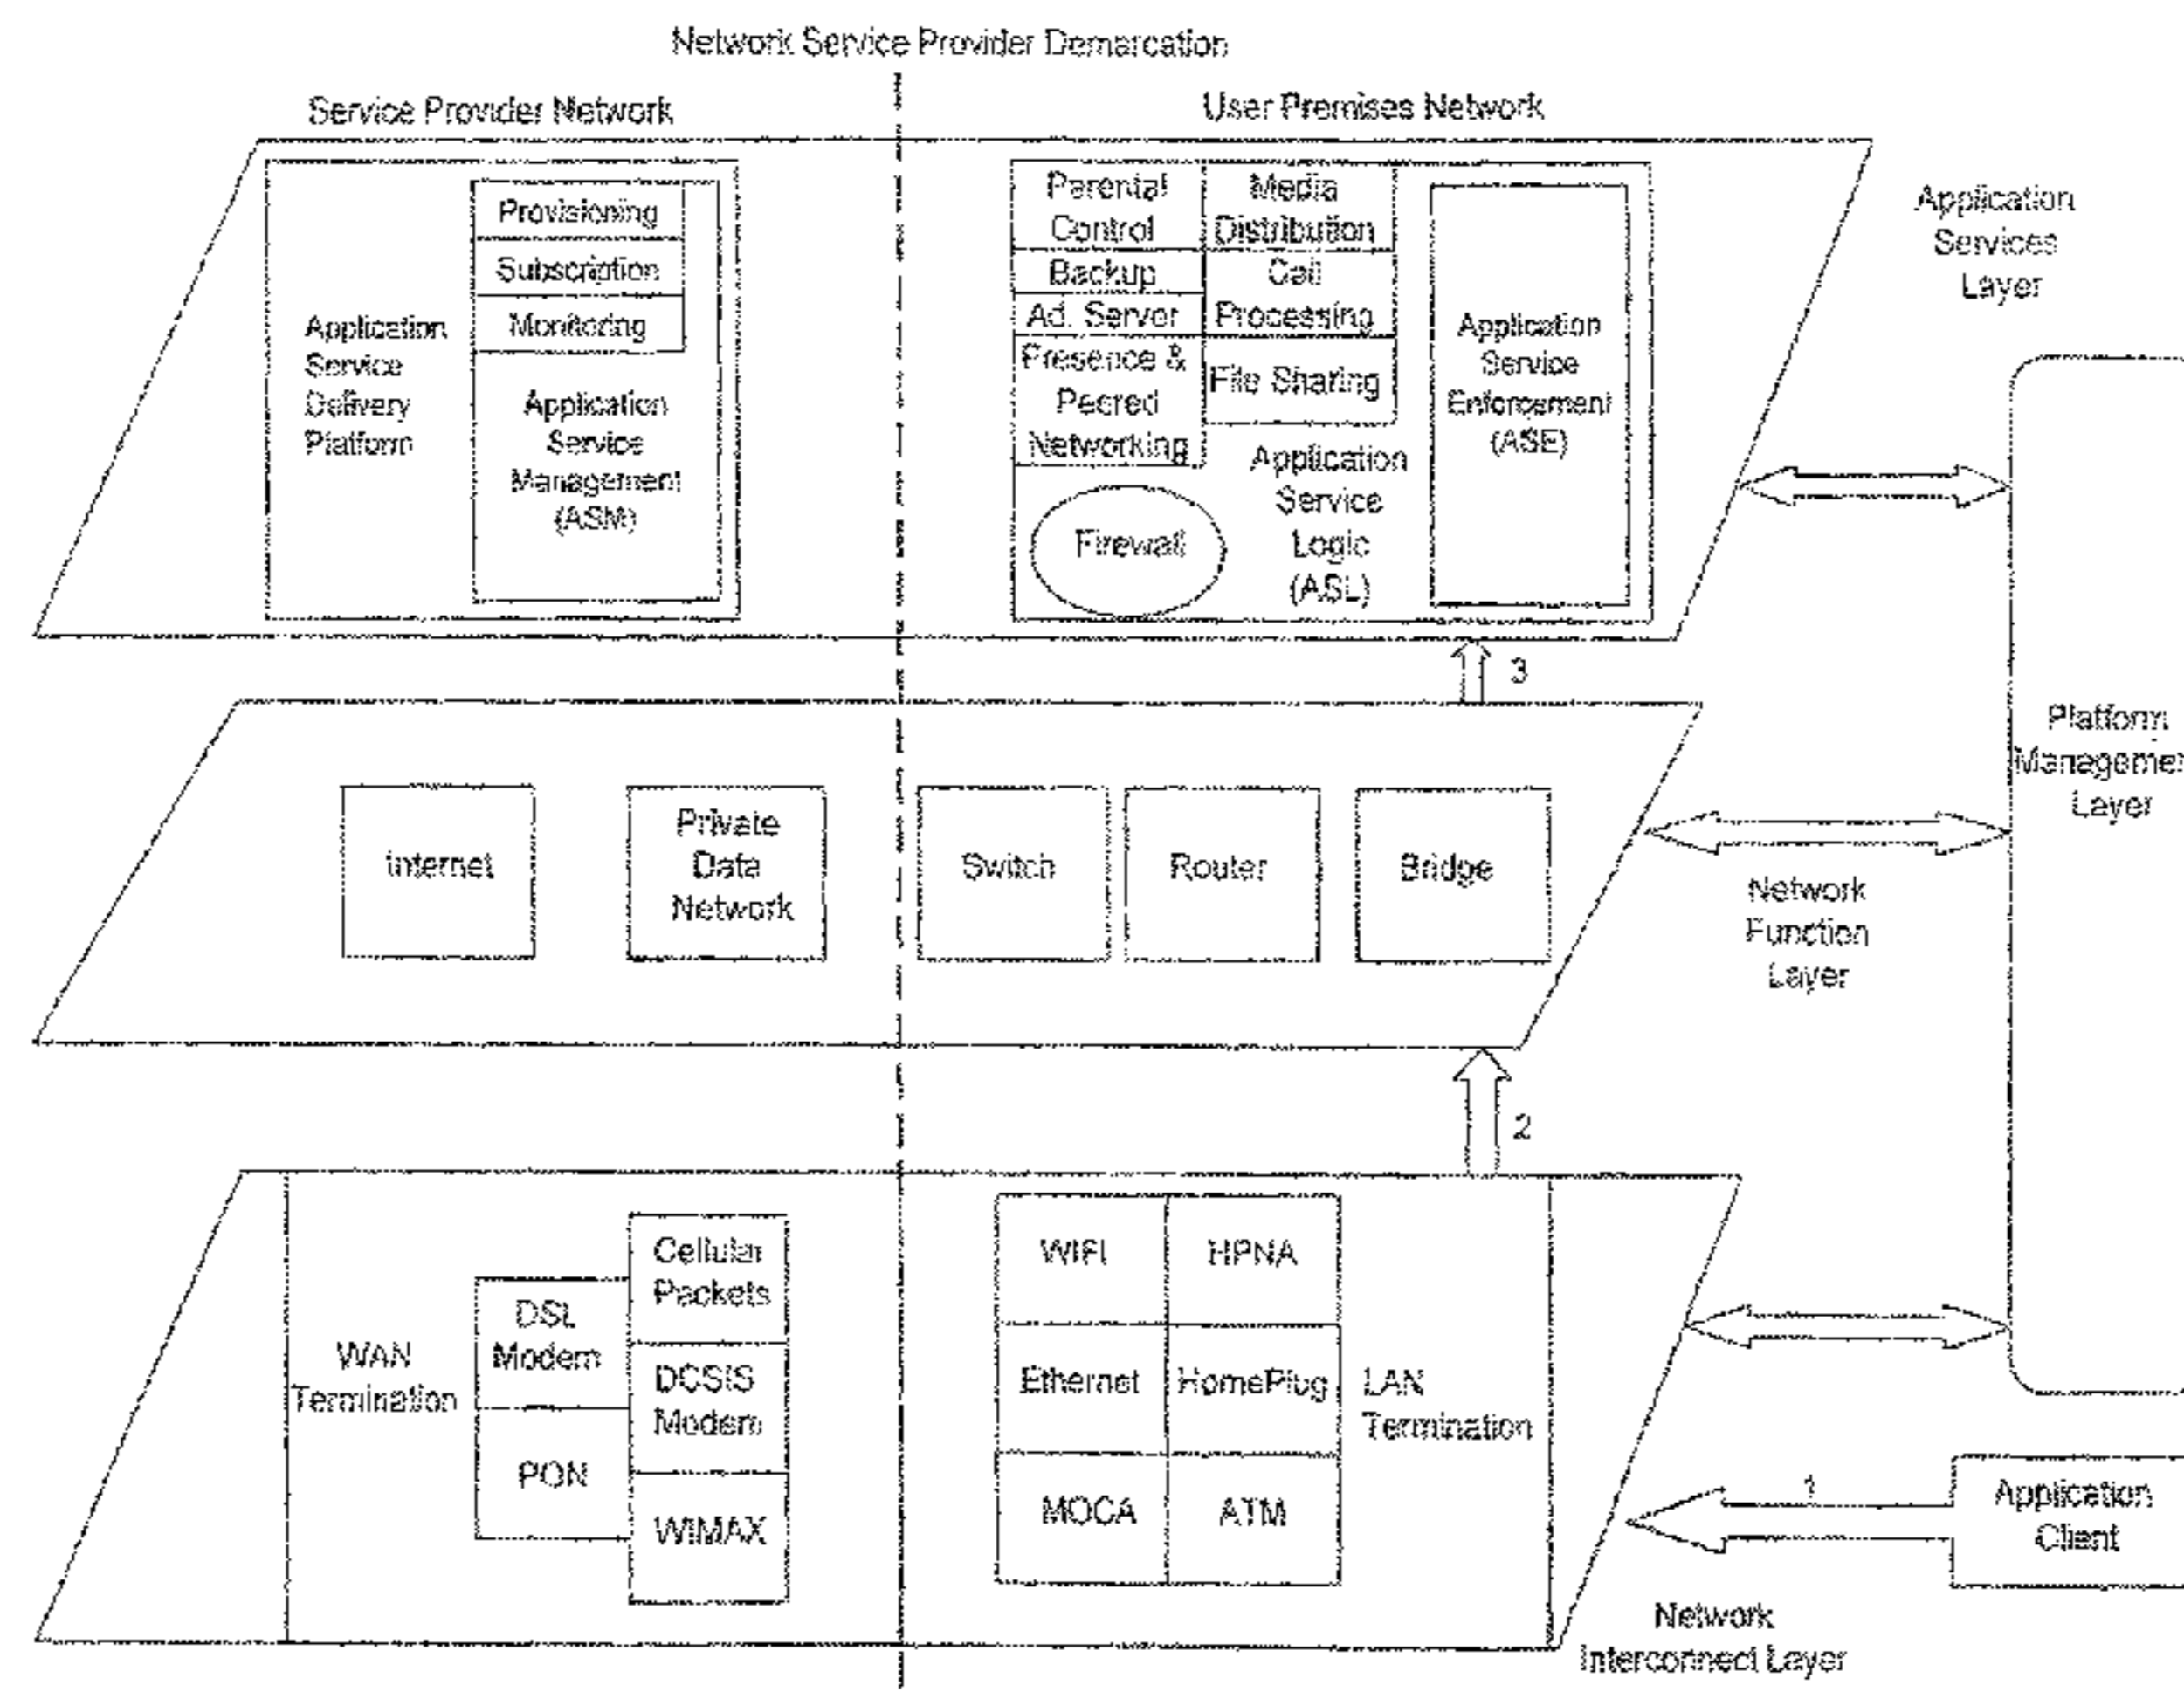 Network Service Provider Demarcation
Service Provider Network
User Premises Network
Application
Service
Delivery
Platform
Provisioning
Subscription
Monitoring
Application
Service
Management
(ASM)
Parental
Control
Media
Distribution
Backup
Call
Processing
Ad. Server
Presence &
Peered
Networking
File Sharing
Firewall
Application
Service
Logic
(ASL)
Application
Service
Enforcement
(ASE)
Application
Services
Layer
3
Internet
Private
Data
Network
Switch
Router
Bridge
Network
Function
Layer
Platform
Managemen
Layer
2
WAN
Termination
DSL
Modem
PON
Cellular
Packets
DCSIS
Modem
WIMAX
WIFI
HPNA
Ethernet
HomePlug
MOCA
ATM
LAN
Termination
1
Application
Client
Network
Interconnect Layer